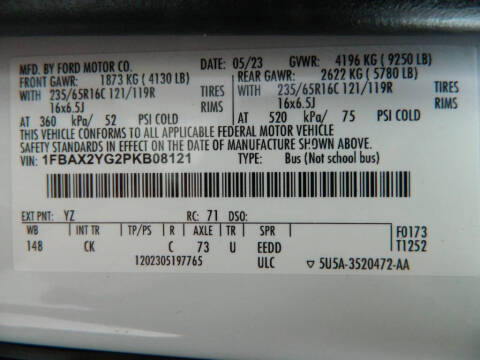 MFD. BY FORD MOTOR CO. DATE: 05/23 GVWR: 4196 KG (9250 LB)
FRONT GAWR: 1873 KG (4130 LB) REAR GAWR: 2622 KG (5780 LB)
WITH 235/65R16C 121/119R TIRES WITH 235/65R16C 121/119R TIRES
16x6.5J RIMS 16x6.5J RIMS
AT 360 kPa/ 52 PSI COLD AT 520 kPa/ 75 PSI COLD
THIS VEHICLE CONFORMS TO ALL APPLICABLE FEDERAL MOTOR VEHICLE
SAFETY STANDARDS IN EFFECT ON THE DATE OF MANUFACTURE SHOWN ABOVE.
VIN: 1FBAX2YG2PKB08121 TYPE: Bus (Not school bus)
EXT PNT: YZ RC: 71 DSO:
WB INT TR TP/PS R AXLE TR SPR F0173
148 CK C 73 U EEDD T1252
1202305197765 ULC ▽ 5U5A-3520472-AA